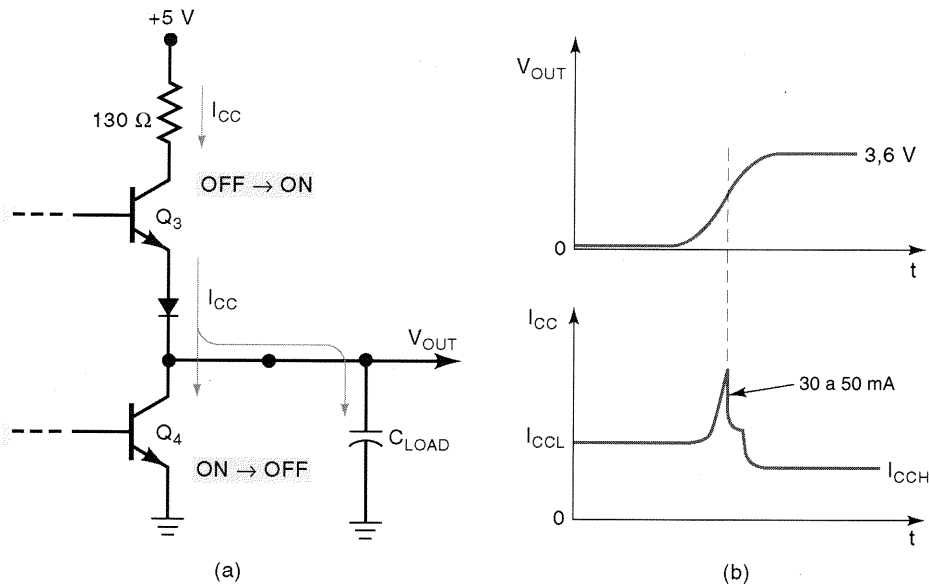 +5 V
130 Ω
I_CC
OFF → ON
Q_3
I_CC
V_OUT
Q_4
C_LOAD
ON → OFF
(a)
V_OUT
3,6 V
0
t
I_CC
30 a 50 mA
I_CCL
I_CCH
0
t
(b)